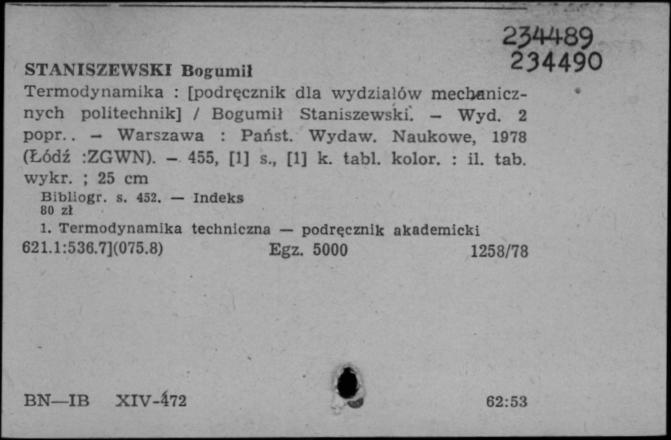 234489
234490
STANISZEWSKI Bogumił
Termodynamika : [podręcznik dla wydziałów mechanicz-
nych politechnik] / Bogumił Staniszewski. — Wyd. 2
popr.. — Warszawa : Państ. Wydaw. Naukowe, 1978
(Łódź :ZGWN). — 455, [1] s., [1] k. tabl. kolor. : il. tab.
wykr. ; 25 cm
Bibliogr. s. 452. — Indeks
80 zł
1. Termodynamika techniczna — podręcznik akademicki
621.1:536.7](075.8) Egz. 5000 1258/78
BN—IB XIV-472 62:53